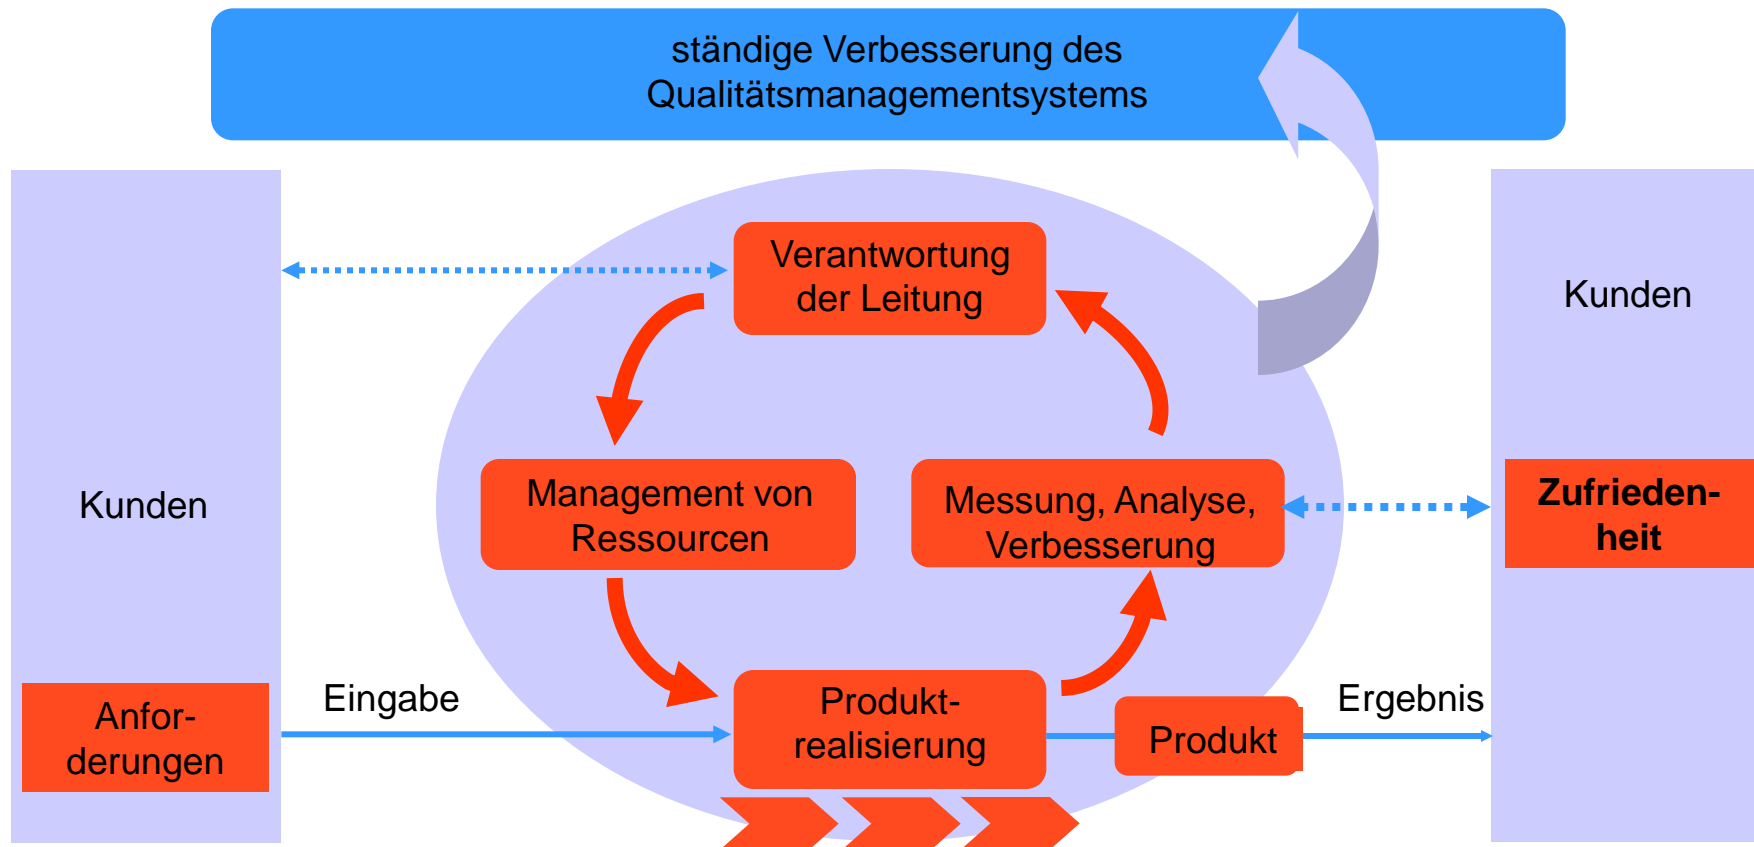 ständige Verbesserung des
Qualitätsmanagementsystems
Verantwortung
der Leitung
Kunden
Kunden
Management von
Ressourcen
Messung, Analyse,
Verbesserung
Zufrieden-
heit
Anfor-
derungen
Eingabe
Produkt-
realisierung
Produkt
Ergebnis